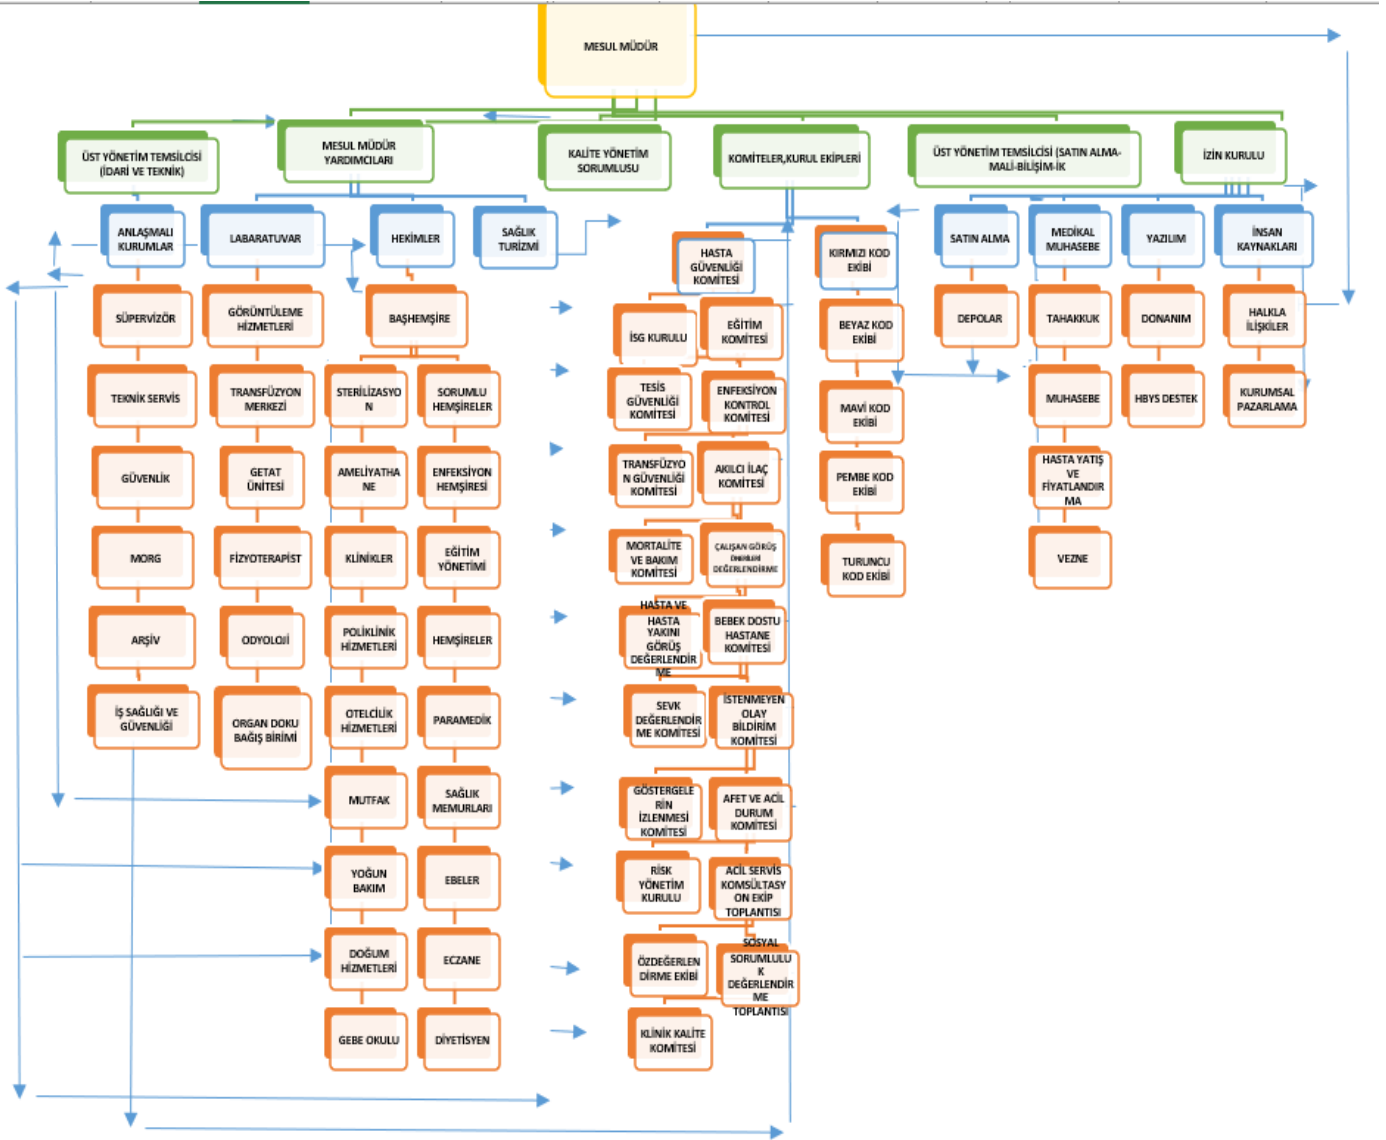 MESUL MÜDÜR
ÜST YÖNETİM TEMSİLCİSİ
(İDARİ VE TEKNİK)
MESUL MÜDÜR
YARDIMCILARI
KALİTE YÖNETİM
SORUMLUSU
KOMİTELER,KURUL EKİPLERİ
ÜST YÖNETİM TEMSİLCİSİ (SATIN ALMA-
MALİ-BİLİŞİM-İK
İZİN KURULU
ANLAŞMALI
KURUMLAR
LABARATUVAR
HEKİMLER
SAĞLIK
TURİZMİ
HASTA
GÜVENLİĞİ
KOMİTESİ
KIRMIZI KOD
EKİBİ
SATIN ALMA
MEDİKAL
MUHASEBE
YAZILIM
İNSAN
KAYNAKLARI
SÜPERVİZÖR
GÖRÜNTÜLEME
HİZMETLERİ
BAŞHEMŞİRE
İSG KURULU
EĞİTİM
KOMİTESİ
BEYAZ KOD
EKİBİ
DEPOLAR
TAHAKKUK
DONANIM
HALKLA
İLİŞKİLER
TEKNİK SERVİS
TRANSFÜZYON
MERKEZİ
STERİLİZASYO
N
SORUMLU
HEMŞİRELER
TESİS
GÜVENLİĞİ
KOMİTESİ
ENFEKSİYON
KONTROL
KOMİTESİ
MAVİ KOD
EKİBİ
MUHASEBE
HBYS DESTEK
KURUMSAL
PAZARLAMA
GÜVENLİK
GETAT
ÜNİTESİ
AMELİYATHA
NE
ENFEKSİYON
HEMŞİRESİ
TRANSFÜZYO
N GÜVENLİĞİ
KOMİTESİ
AKILCI İLAÇ
KOMİTESİ
PEMBE KOD
EKİBİ
HASTA YATIŞ
VE
FİYATLANDIR
MA
MORG
FİZYOTERAPİST
KLİNİKLER
EĞİTİM
YÖNETİMİ
MORTALİTE
VE BAKIM
KOMİTESİ
ÇALIŞAN GÖRÜŞ
ÖNERİLERİ
DEĞERLENDİRME
TURUNCU
KOD EKİBİ
VEZNE
ARŞİV
ODYOLOJİ
POLİKLİNİK
HİZMETLERİ
HEMŞİRELER
HASTA VE
HASTA
YAKINI
GÖRÜŞ
DEĞERLENDİR
ME
BEBEK DOSTU
HASTANE
KOMİTESİ
İŞ SAĞLIĞI VE
GÜVENLİĞİ
ORGAN DOKU
BAĞIŞ BİRİMİ
OTELCİLİK
HİZMETLERİ
PARAMEDİK
SEVK
DEĞERLENDİR
ME KOMİTESİ
İSTENMEYEN
OLAY
BİLDİRİM
KOMİTESİ
MUTFAK
SAĞLIK
MEMURLARI
GÖSTERGELE
RİN
İZLENMESİ
KOMİTESİ
AFET VE ACİL
DURUM
KOMİTESİ
YOĞUN
BAKIM
EBELER
RİSK
YÖNETİM
KURULU
ACİL SERVİS
KOMSÜLTASY
ON EKİP
TOPLANTISI
DOĞUM
HİZMETLERİ
ECZANE
ÖZDEĞERLEN
DİRME EKİBİ
SOSYAL
SORUMLULU
K
DEĞERLENDİR
ME
TOPLANTISI
GEBE OKULU
DİYETİSYEN
KLİNİK KALİTE
KOMİTESİ